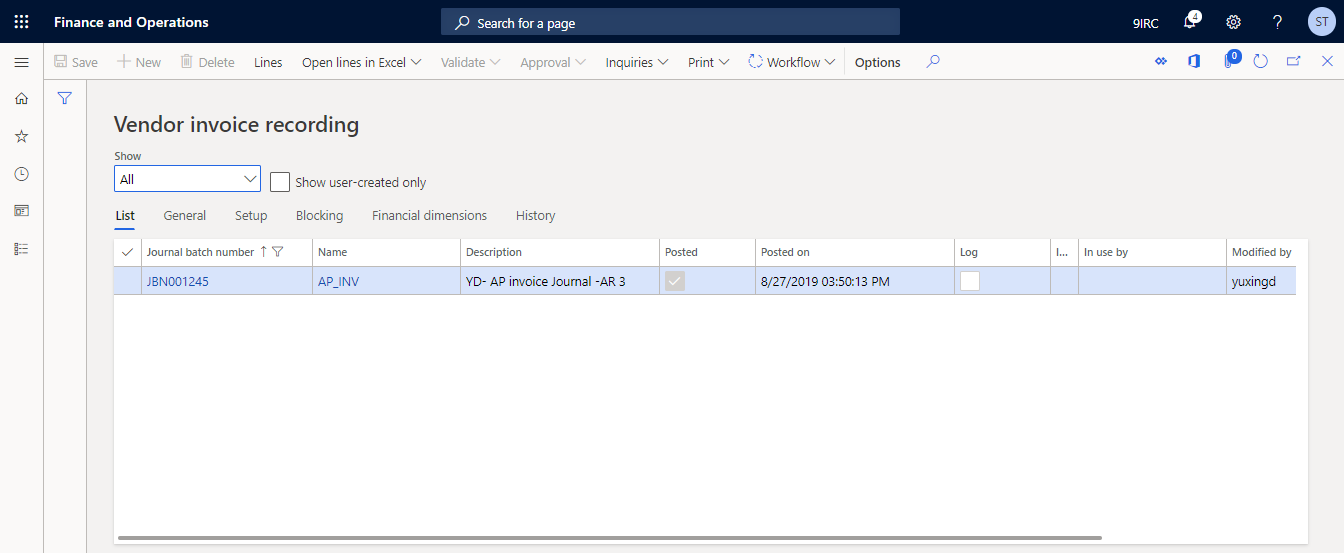 Finance and Operations Search for a page 9IRC 4 ? ST
Save New Delete Lines Open lines in Excel Validate Approval Inquiries Print Workflow Options 0
Vendor invoice recording
Show
All Show user-created only
List General Setup Blocking Financial dimensions History
Journal batch number Name Description Posted Posted on Log I... In use by Modified by
JBN001245 AP_INV YD- AP invoice Journal -AR 3 8/27/2019 03:50:13 PM yuxingd